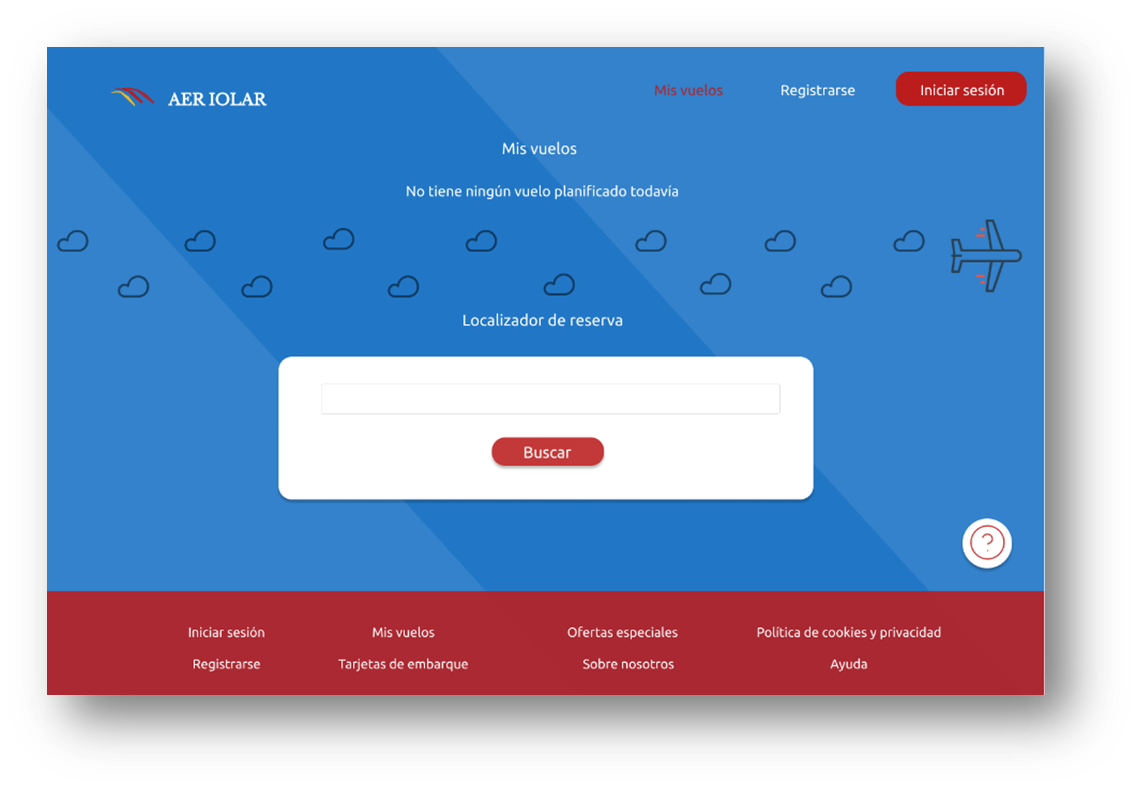 AER IOLAR
Mis vuelos
Registrarse
Iniciar sesión
Mis vuelos
No tiene ningún vuelo planificado todavía
Localizador de reserva
Buscar
?
Iniciar sesión
Mis vuelos
Ofertas especiales
Política de cookies y privacidad
Registrarse
Tarjetas de embarque
Sobre nosotros
Ayuda